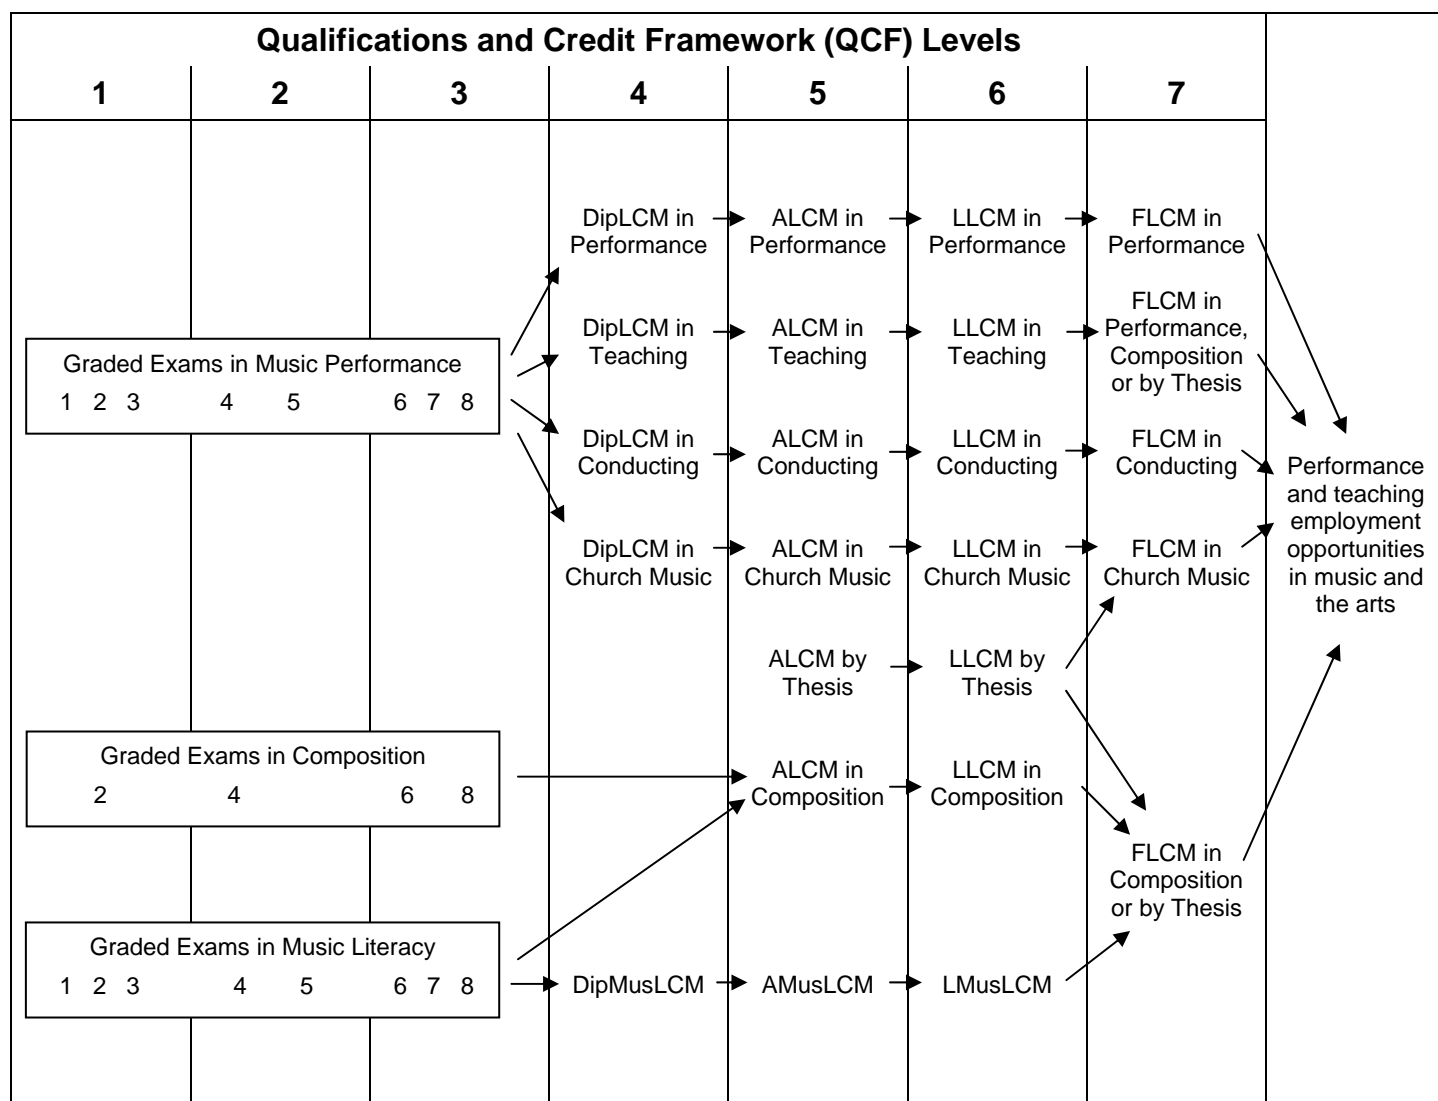 Qualifications and Credit Framework (QCF) Levels
1 2 3 4 5 6 7
DipLCM in
Performance
ALCM in
Performance
LLCM in
Performance
FLCM in
Performance
Graded Exams in Music Performance
1 2 3 4 5 6 7 8
DipLCM in
Teaching
ALCM in
Teaching
LLCM in
Teaching
FLCM in
Performance,
Composition
or by Thesis
DipLCM in
Conducting
ALCM in
Conducting
LLCM in
Conducting
FLCM in
Conducting
DipLCM in
Church Music
ALCM in
Church Music
LLCM in
Church Music
FLCM in
Church Music
Performance
and teaching
employment
opportunities
in music and
the arts
ALCM by
Thesis
LLCM by
Thesis
Graded Exams in Composition
2 4 6 8
ALCM in
Composition
LLCM in
Composition
FLCM in
Composition
or by Thesis
Graded Exams in Music Literacy
1 2 3 4 5 6 7 8
DipMusLCM
AMusLCM
LMusLCM